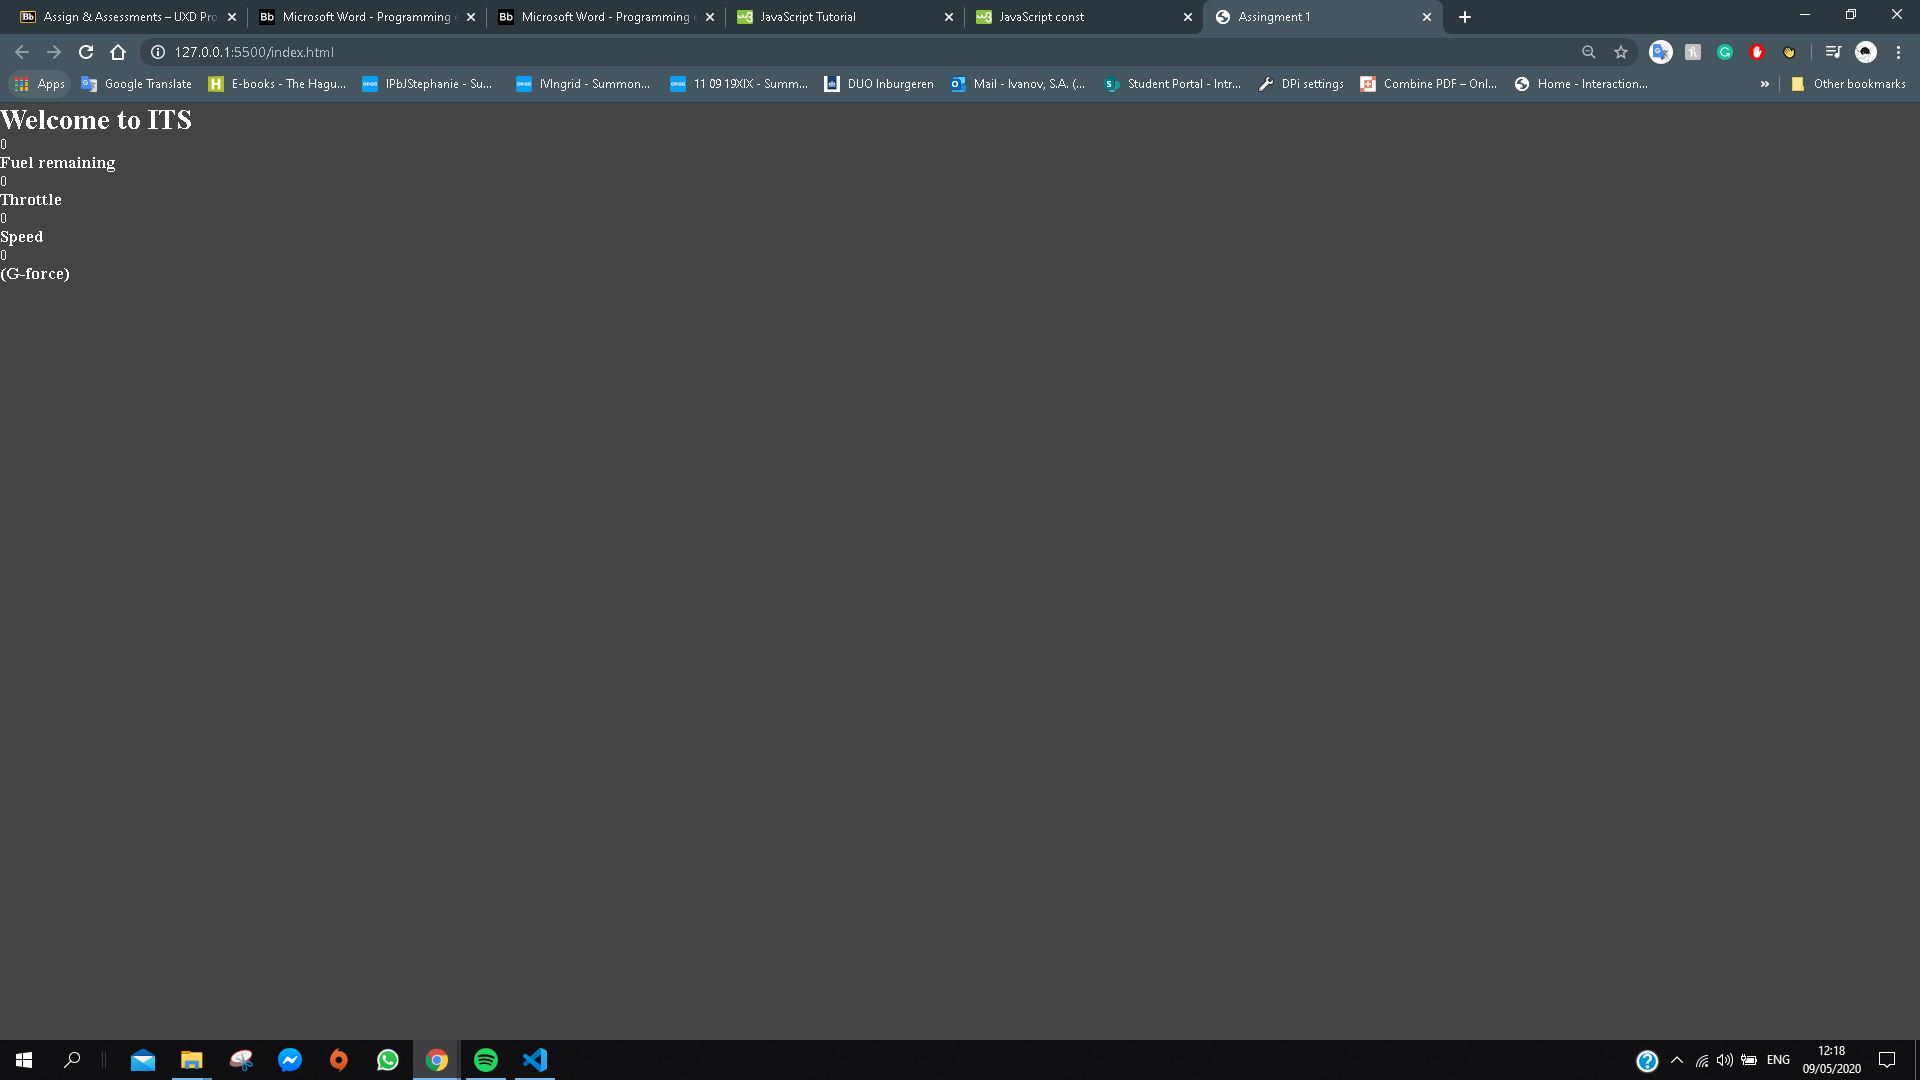 Assign & Assessments – UXD Pro
Microsoft Word - Programming
Microsoft Word - Programming
JavaScript Tutorial
JavaScript const
Assingment 1
127.0.0.1:5500/index.html
Apps
Google Translate
E-books - The Hagu...
IPbJStephanie - Su...
IVIngrid - Summon...
11 09 19XIX - Summ...
DUO Inburgeren
Mail - Ivanov, S.A. (...
Student Portal - Intr...
DPi settings
Combine PDF – Onl...
Home - Interaction...
»
Other bookmarks
Welcome to ITS
0
Fuel remaining
0
Throttle
0
Speed
0
(G-force)
ENG
12:18
09/05/2020